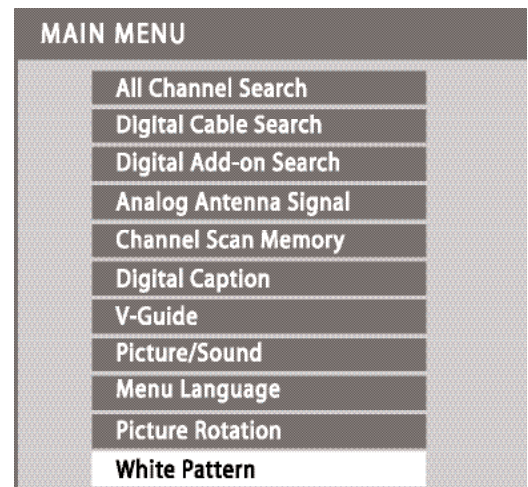 MAIN MENU
All Channel Search
Digital Cable Search
Digital Add-on Search
Analog Antenna Signal
Channel Scan Memory
Digital Caption
V-Guide
Picture/Sound
Menu Language
Picture Rotation
White Pattern